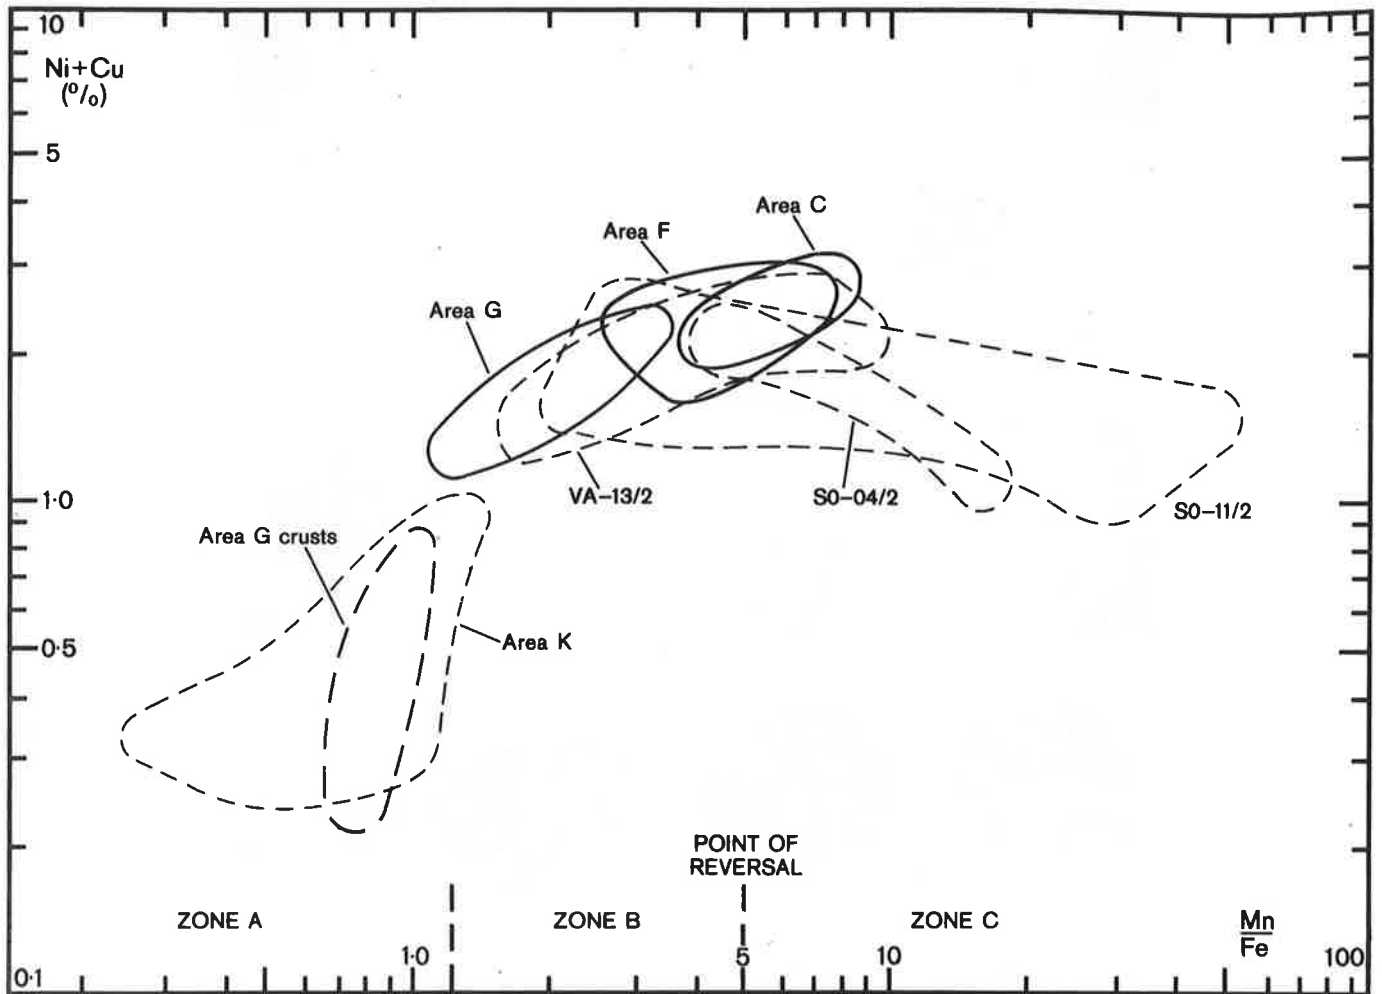 10
Ni+Cu
(%)
5
Area C
Area F
Area G
VA-13/2
S0-04/2
S0-11/2
1·0
Area G crusts
0·5
Area K
POINT OF
REVERSAL
ZONE A
ZONE B
ZONE C
Mn
Fe
0·1
1·0
5
10
100